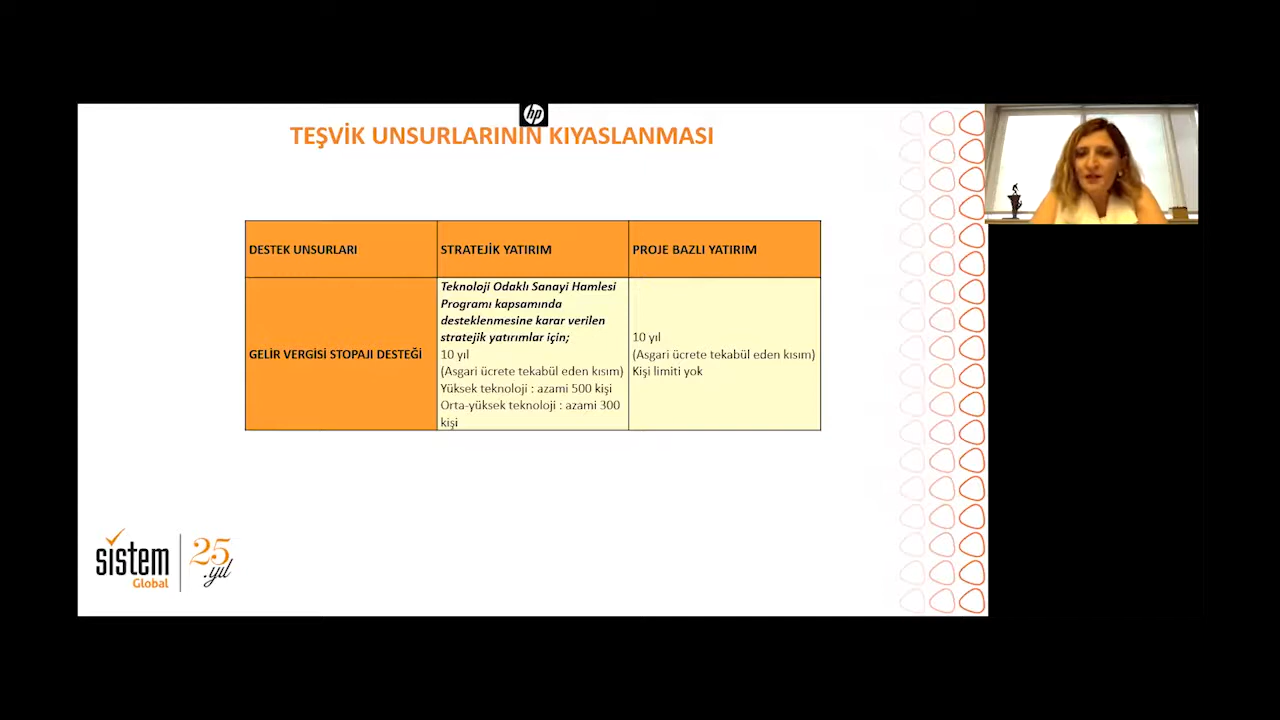 hp
TEŞVİK UNSURLARININ KIYASLANMASI
DESTEK UNSURLARI
STRATEJİK YATIRIM
PROJE BAZLI YATIRIM
GELİR VERGİSİ STOPAJI DESTEĞİ
Teknoloji Odaklı Sanayi Hamlesi
Programı kapsamında
desteklenmesine karar verilen
stratejik yatırımlar için;
10 yıl
(Asgari ücrete tekabül eden kısım)
Yüksek teknoloji : azami 500 kişi
Orta-yüksek teknoloji : azami 300
kişi
10 yıl
(Asgari ücrete tekabül eden kısım)
Kişi limiti yok
sistem
Global
25
.yıl